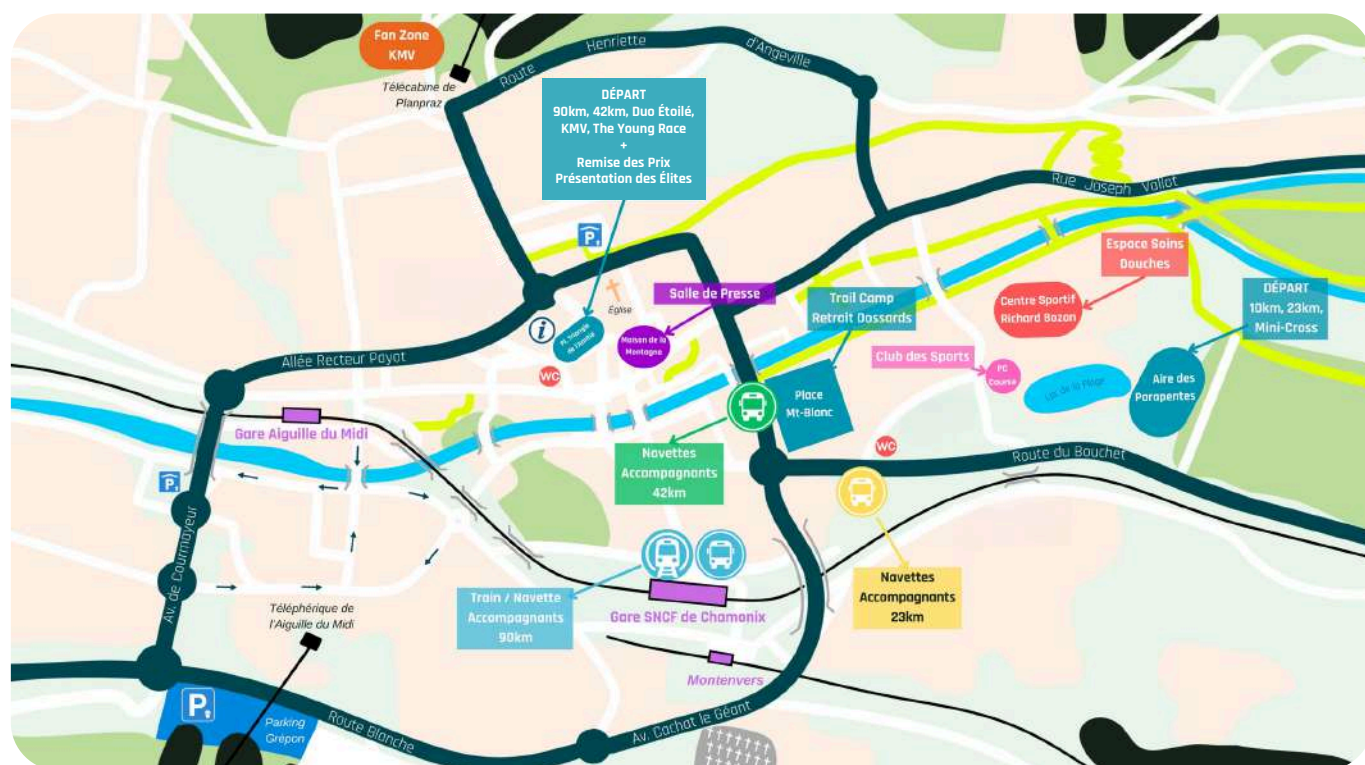 Fan Zone
KMV
Télécabine de
Planpraz
Route
Henriette
d'Angeville
DÉPART
90km, 42km, Duo Étoilé,
KMV, The Young Race
+
Remise des Prix
Présentation des Élites
Rue Joseph Vallot
P
Espace Soins
Douches
Salle de Presse
Trail Camp
Retrait Dossards
Centre Sportif
Richard Bozon
DÉPART
10km, 23km,
Mini-Cross
Eglise
i
Pl. Triangle
de l'Amitié
Maison de la
Montagne
Allée Recteur Payot
WC
Club des Sports
PC
Course
Aire des
Parapentes
Place
Mt-Blanc
Gare Aiguille du Midi
WC
Route du Bouchet
Navettes
Accompagnants
42km
P
Av. de Courmayeur
Train / Navette
Accompagnants
90km
Gare SNCF de Chamonix
Navettes
Accompagnants
23km
Téléphérique de
l'Aiguille du Midi
Montenvers
P
Parking
Grépon
Route Blanche
Av. Cachat le Géant